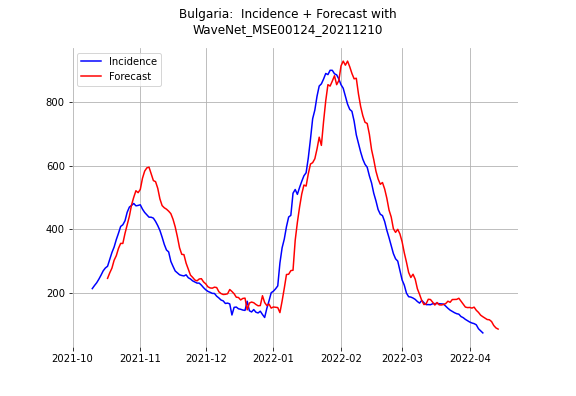 Bulgaria:  Incidence + Forecast with
WaveNet_MSE00124_20211210
Incidence
Forecast
800
600
400
200
2021-10
2021-11
2021-12
2022-01
2022-02
2022-03
2022-04